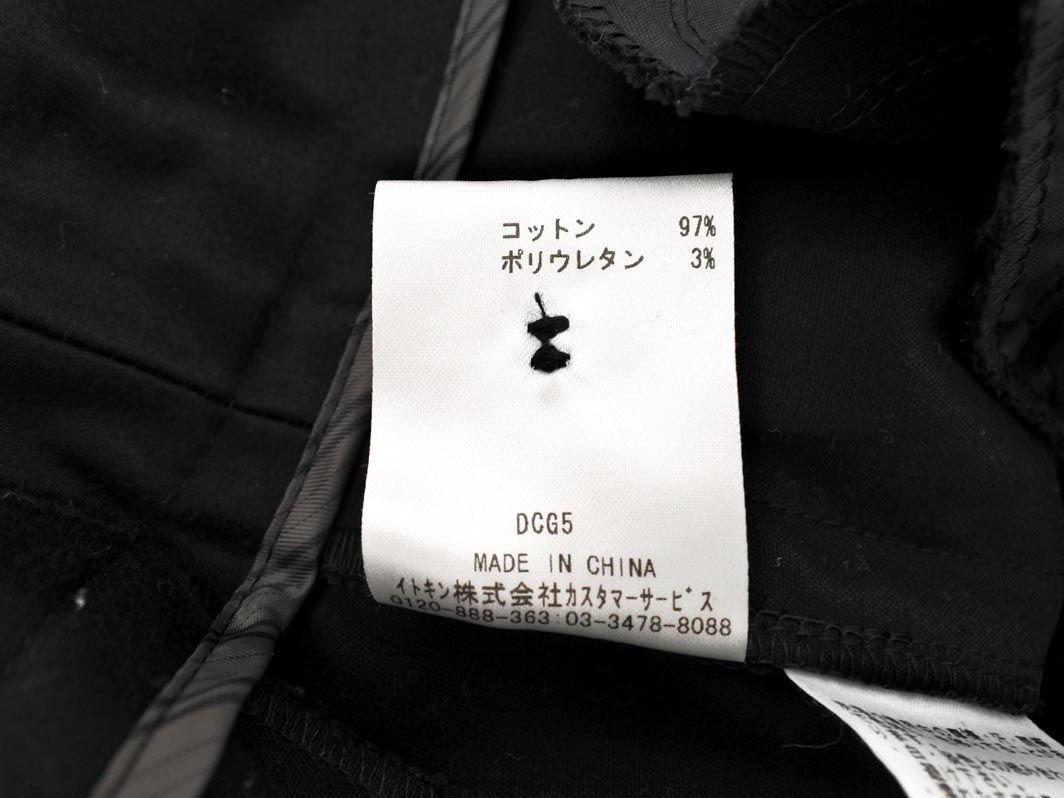 コットン 97%
ポリウレタン 3%
DCG5
MADE IN CHINA
イトキン株式会社カスタマーサービス
0120-888-363:03-3478-8088